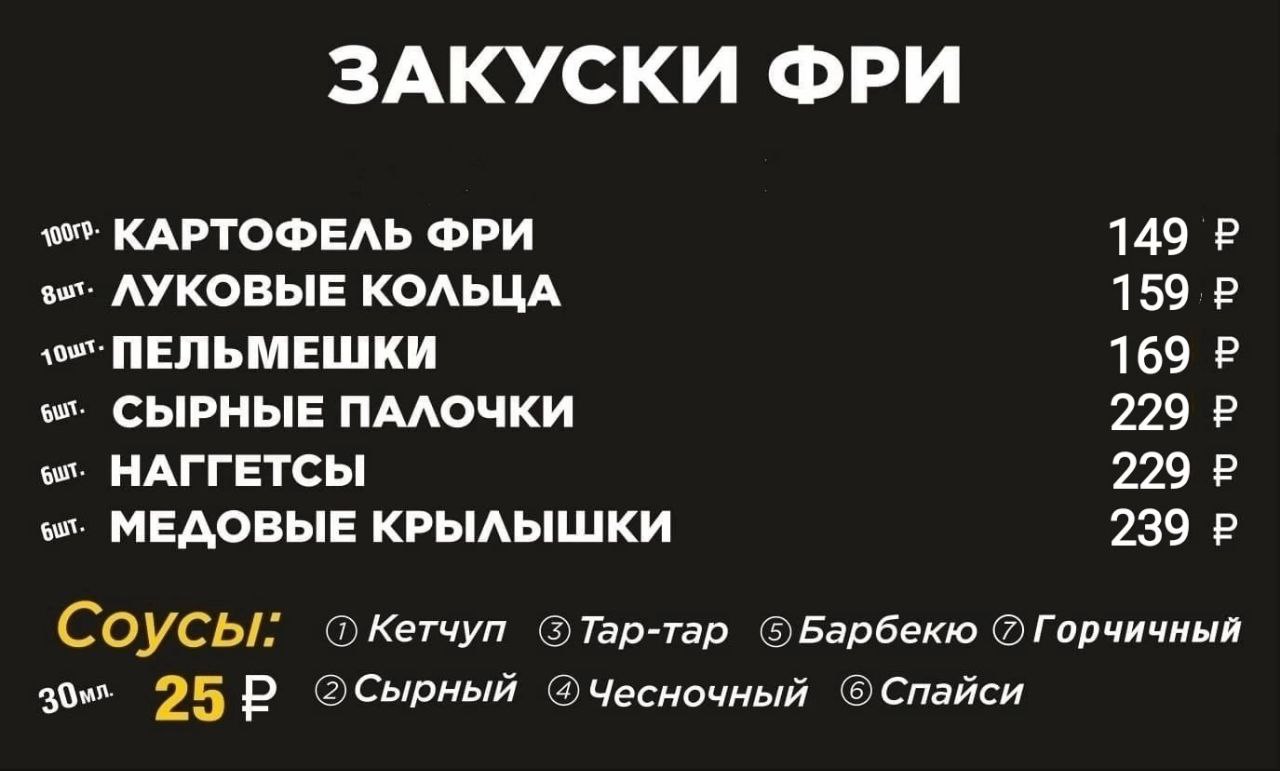 ЗАКУСКИ ФРИ
100гр. КАРТОФЕЛЬ ФРИ 149 ₽
8шт. ЛУКОВЫЕ КОЛЬЦА 159 ₽
10шт. ПЕЛЬМЕШКИ 169 ₽
6шт. СЫРНЫЕ ПАЛОЧКИ 229 ₽
6шт. НАГГЕТСЫ 229 ₽
6шт. МЕДОВЫЕ КРЫЛЫШКИ 239 ₽
Соусы: ① Кетчуп ③ Тар-тар ⑤ Барбекю ⑦ Горчичный
30мл. 25 ₽ ② Сырный ④ Чесночный ⑥ Спайси